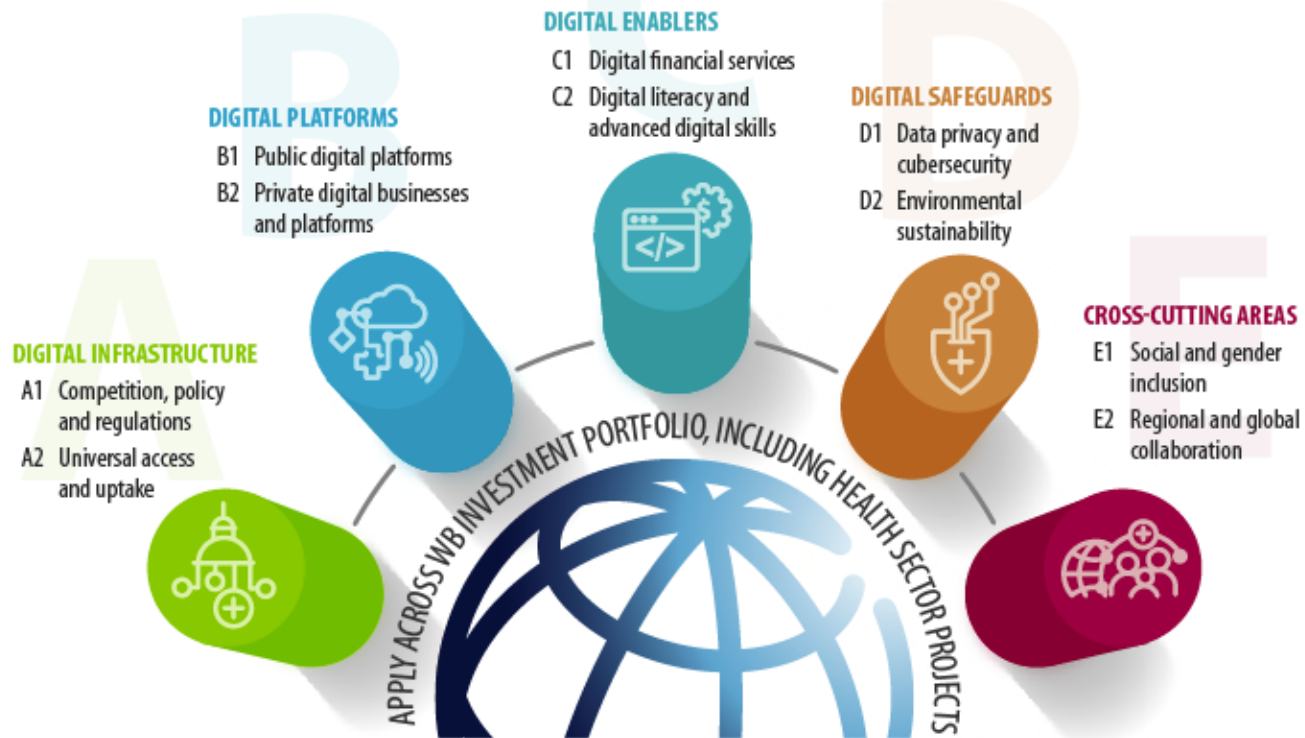 A
DIGITAL INFRASTRUCTURE
A1 Competition, policy
and regulations
A2 Universal access
and uptake
B
DIGITAL PLATFORMS
B1 Public digital platforms
B2 Private digital businesses
and platforms
C
DIGITAL ENABLERS
C1 Digital financial services
C2 Digital literacy and
advanced digital skills
</>
$
D
DIGITAL SAFEGUARDS
D1 Data privacy and
cubersecurity
D2 Environmental
sustainability
E
CROSS-CUTTING AREAS
E1 Social and gender
inclusion
E2 Regional and global
collaboration
APPLY ACROSS WB INVESTMENT PORTFOLIO, INCLUDING HEALTH SECTOR PROJECTS